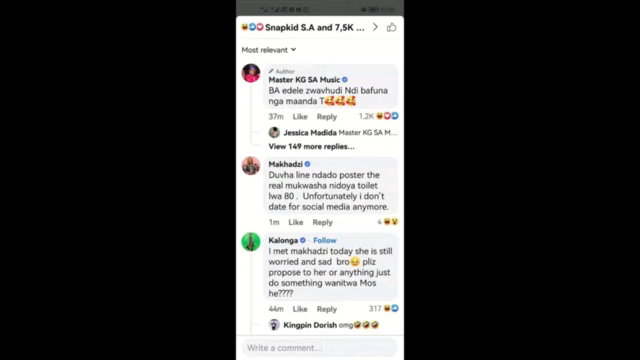 Snapkid S.A and 7,5K ...
Most relevant
Author
Master KG SA Music
BA edele zwavhudi Ndi bafuna
nga maanda T🥰🥰🥰
37m Like Reply 1,2K
Jessica Madida Master KG SA M...
View 149 more replies...
Makhadzi
Duvha line ndado poster the
real mukwasha nidoya toilet
lwa 80 . Unfortunately i don't
date for social media anymore.
1m Like Reply 4
Kalonga · Follow
I met makhadzi today she is still
worried and sad bro😞 pliz
propose to her or anything just
do something wanitwa Mos
he????
44m Like Reply 317
Kingpin Dorish omg🤣🤣🤣
Write a comment...